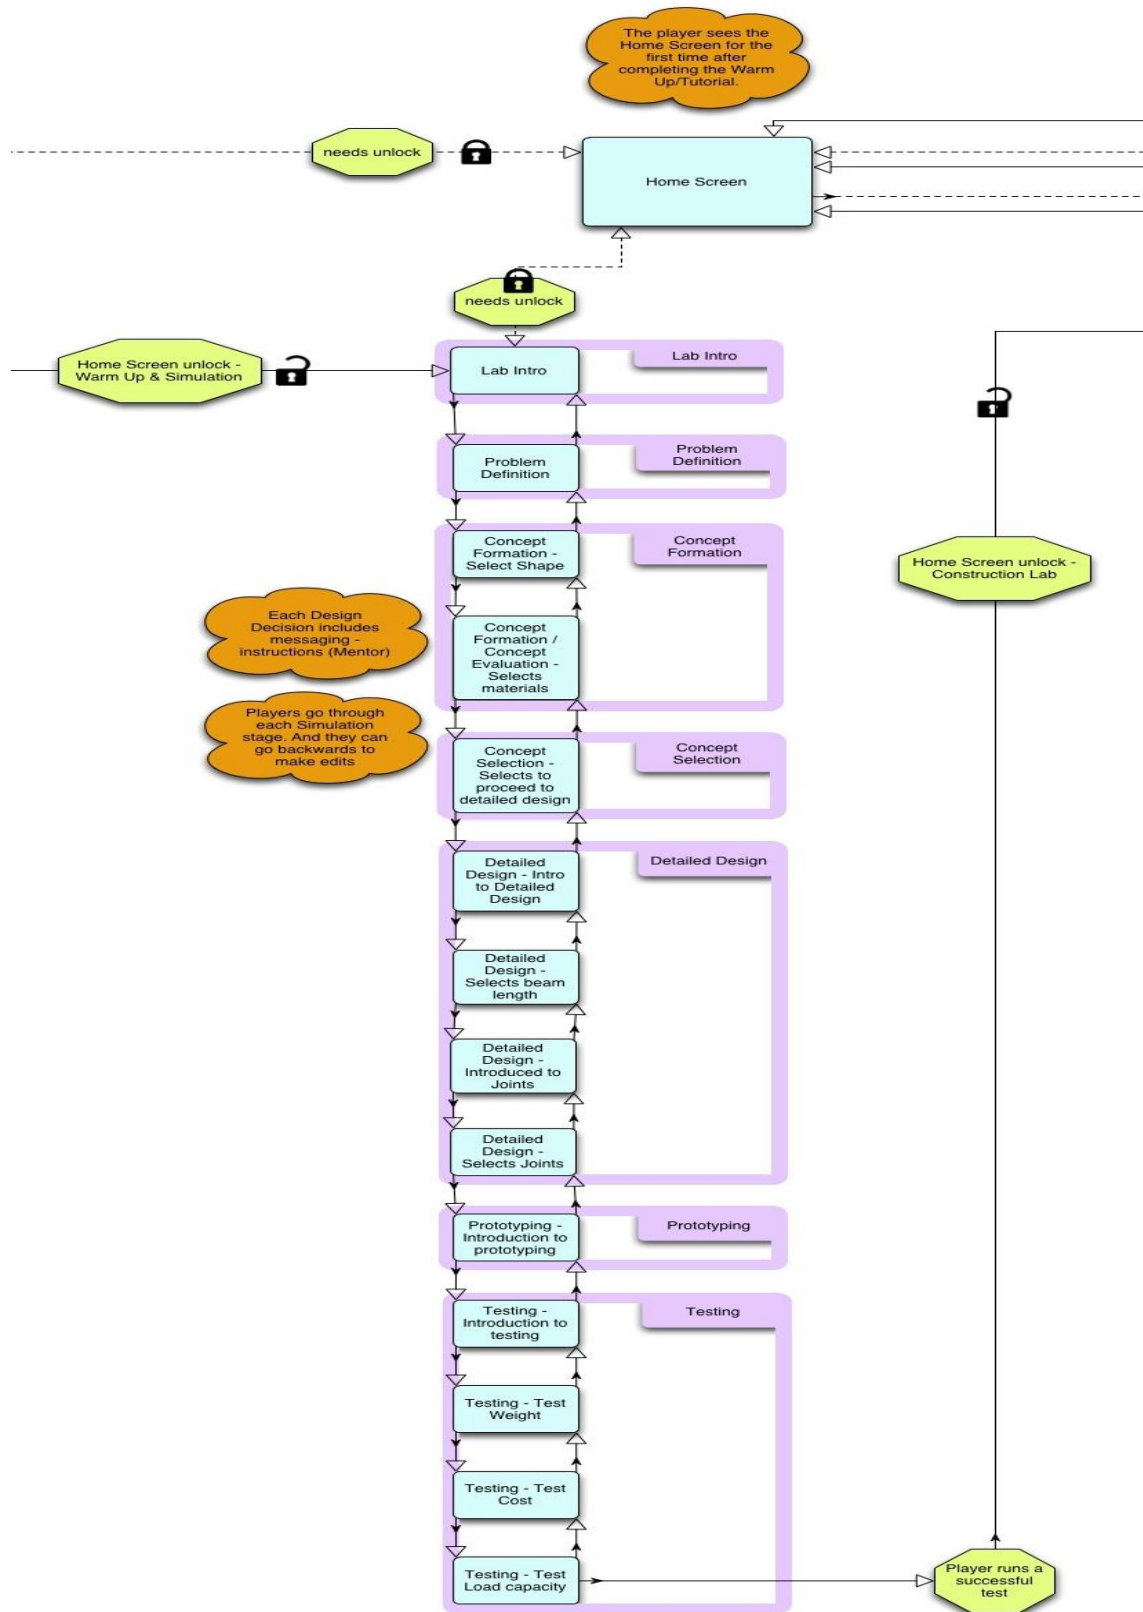 The player sees the
Home Screen for the
first time after
completing the Warm
Up/Tutorial.
needs unlock
Home Screen
needs unlock
Home Screen unlock -
Warm Up & Simulation
Lab Intro
Lab Intro
Problem
Definition
Problem
Definition
Concept
Formation -
Select Shape
Concept
Formation
Home Screen unlock -
Construction Lab
Each Design
Decision includes
messaging -
instructions (Mentor)
Concept
Formation /
Concept
Evaluation -
Selects
materials
Players go through
each Simulation
stage. And they can
go backwards to
make edits
Concept
Selection -
Selects to
proceed to
detailed design
Concept
Selection
Detailed
Design - Intro
to Detailed
Design
Detailed Design
Detailed
Design -
Selects beam
length
Detailed
Design -
Introduced to
Joints
Detailed
Design -
Selects Joints
Prototyping -
Introduction to
prototyping
Prototyping
Testing -
Introduction to
testing
Testing
Testing - Test
Weight
Testing - Test
Cost
Testing - Test
Load capacity
Player runs a
successful
test